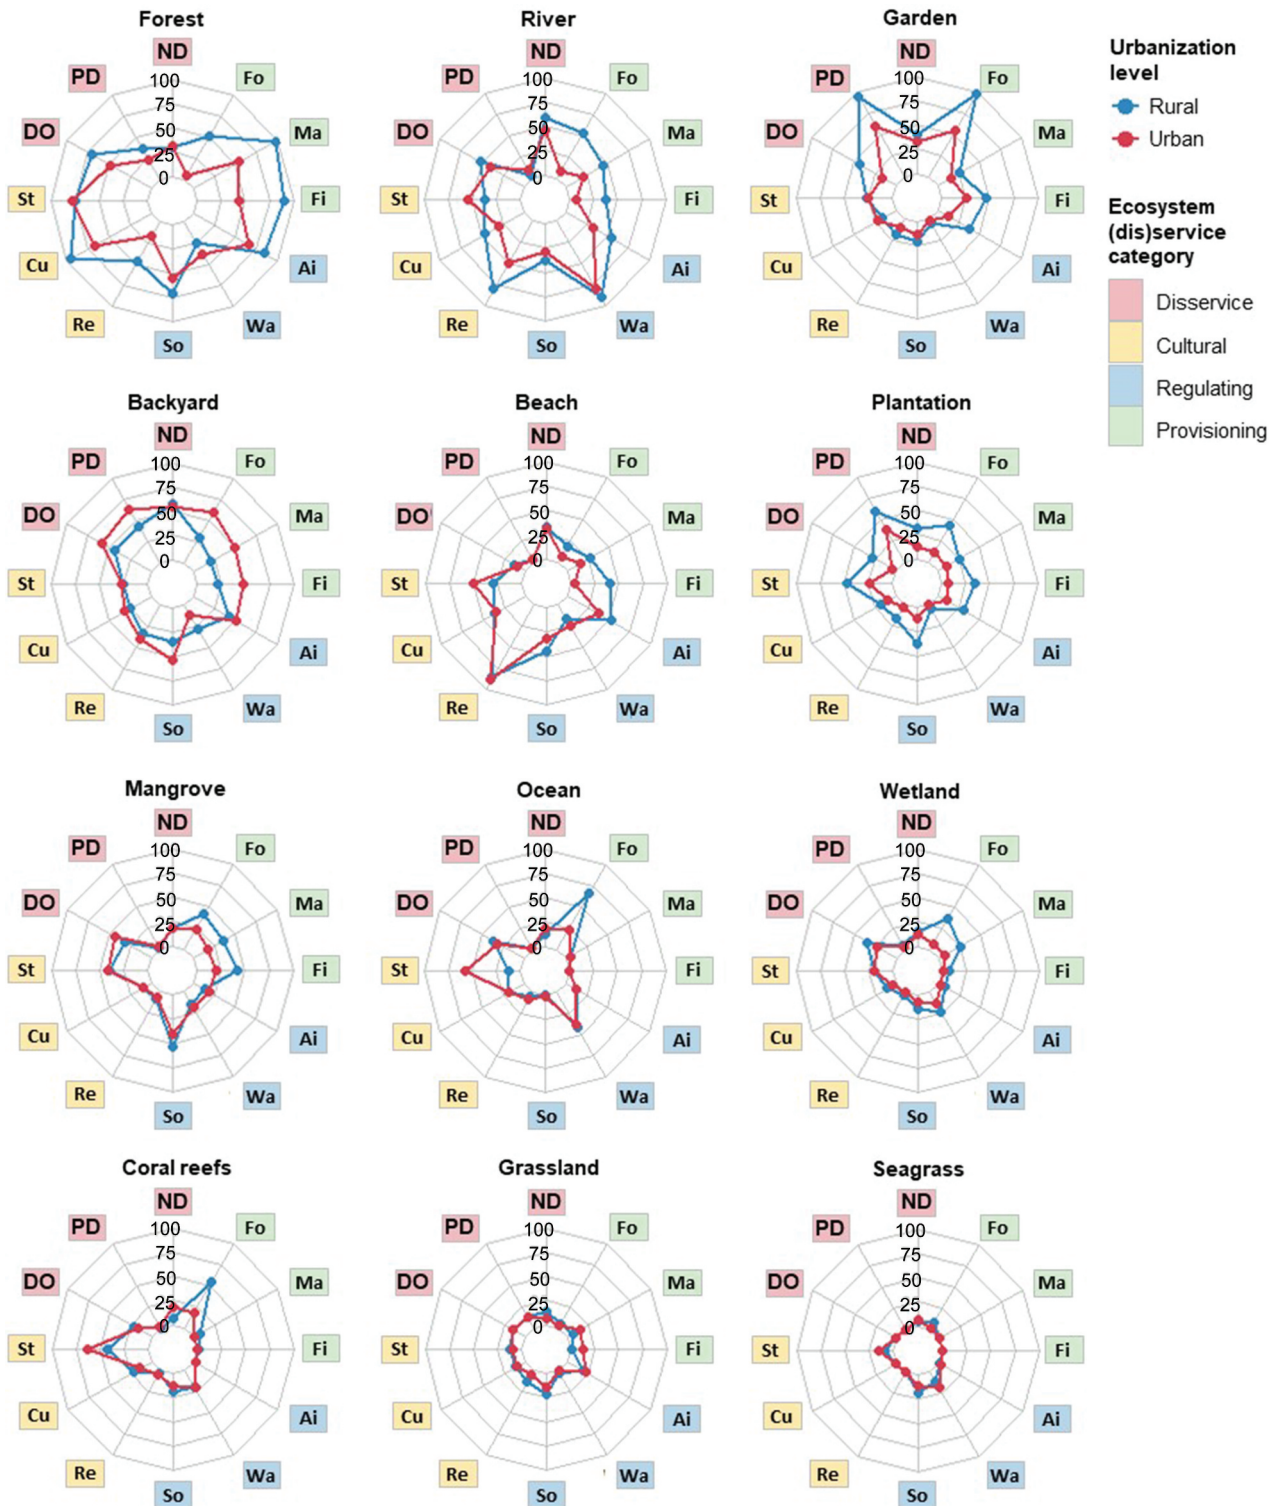 Forest
River
Garden
ND
Fo
Ma
Fi
Ai
Wa
So
Re
Cu
St
DO
PD
100
75
50
25
0
ND
Fo
Ma
Fi
Ai
Wa
So
Re
Cu
St
DO
PD
100
75
50
25
0
ND
Fo
Ma
Fi
Ai
Wa
So
Re
Cu
St
DO
PD
100
75
50
25
0
Urbanization
level
Rural
Urban
Ecosystem
(dis)service
category
Disservice
Cultural
Regulating
Provisioning
Backyard
Beach
Plantation
ND
Fo
Ma
Fi
Ai
Wa
So
Re
Cu
St
DO
PD
100
75
50
25
0
ND
Fo
Ma
Fi
Ai
Wa
So
Re
Cu
St
DO
PD
100
75
50
25
0
ND
Fo
Ma
Fi
Ai
Wa
So
Re
Cu
St
DO
PD
100
75
50
25
0
Mangrove
Ocean
Wetland
ND
Fo
Ma
Fi
Ai
Wa
So
Re
Cu
St
DO
PD
100
75
50
25
0
ND
Fo
Ma
Fi
Ai
Wa
So
Re
Cu
St
DO
PD
100
75
50
25
0
ND
Fo
Ma
Fi
Ai
Wa
So
Re
Cu
St
DO
PD
100
75
50
25
0
Coral reefs
Grassland
Seagrass
ND
Fo
Ma
Fi
Ai
Wa
So
Re
Cu
St
DO
PD
100
75
50
25
0
ND
Fo
Ma
Fi
Ai
Wa
So
Re
Cu
St
DO
PD
100
75
50
25
0
ND
Fo
Ma
Fi
Ai
Wa
So
Re
Cu
St
DO
PD
100
75
50
25
0